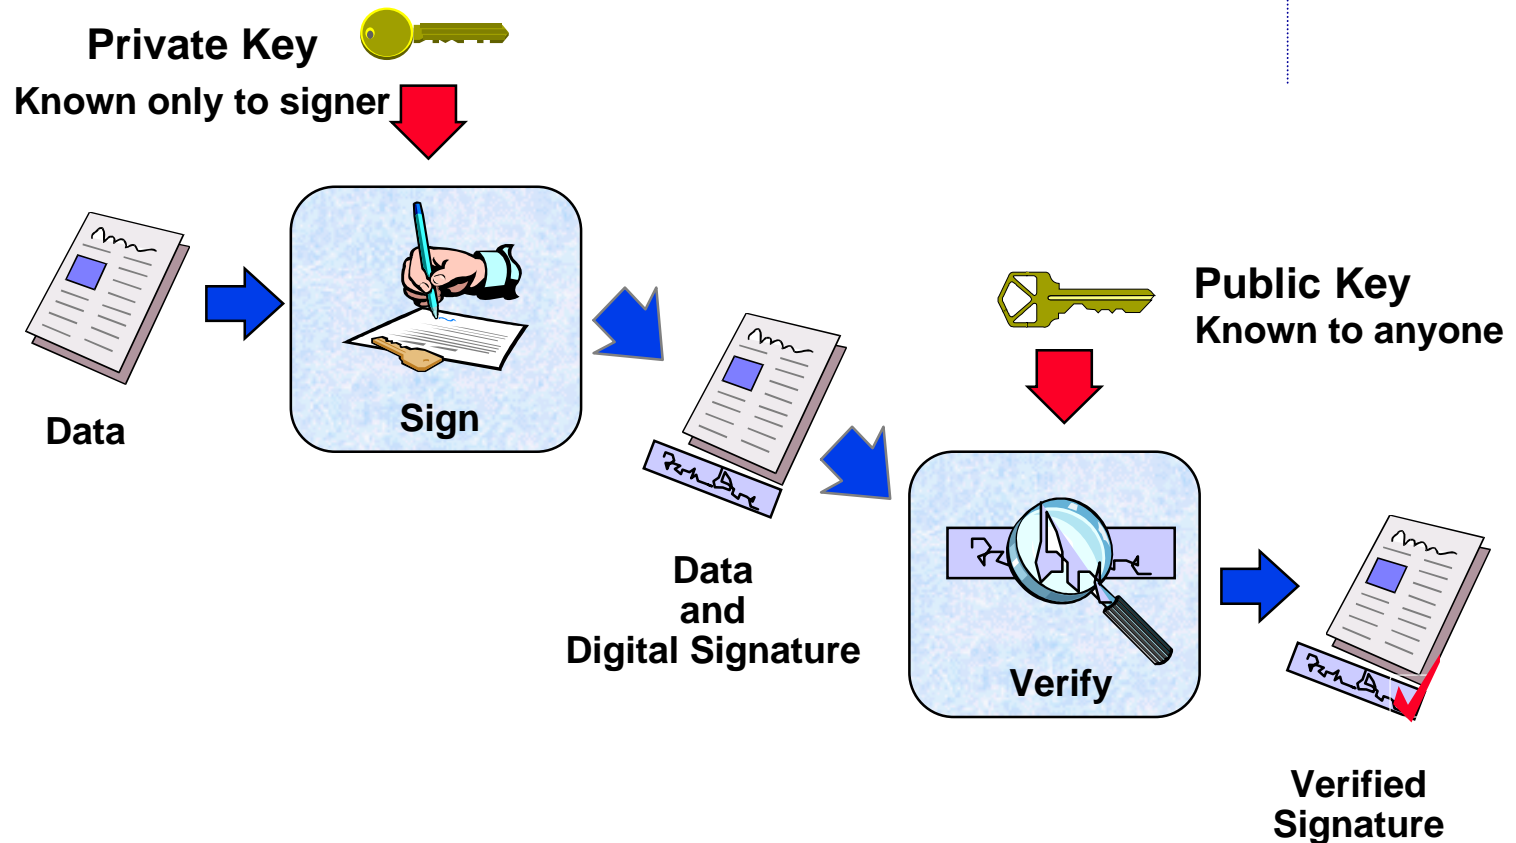 Private Key
Known only to signer
Data
Sign
Public Key
Known to anyone
Data
and
Digital Signature
Verify
Verified
Signature